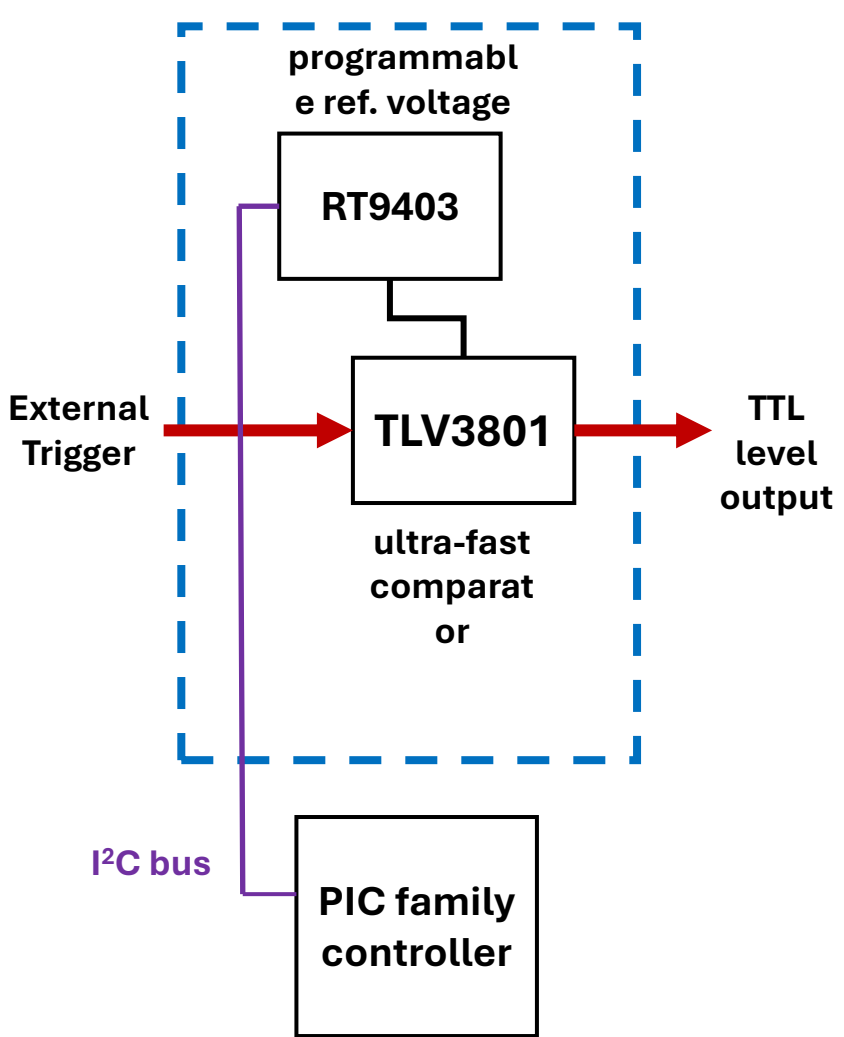 programmabl
e ref. voltage
RT9403
External
Trigger
TLV3801
TTL
level
output
ultra-fast
comparat
or
I²C bus
PIC family
controller